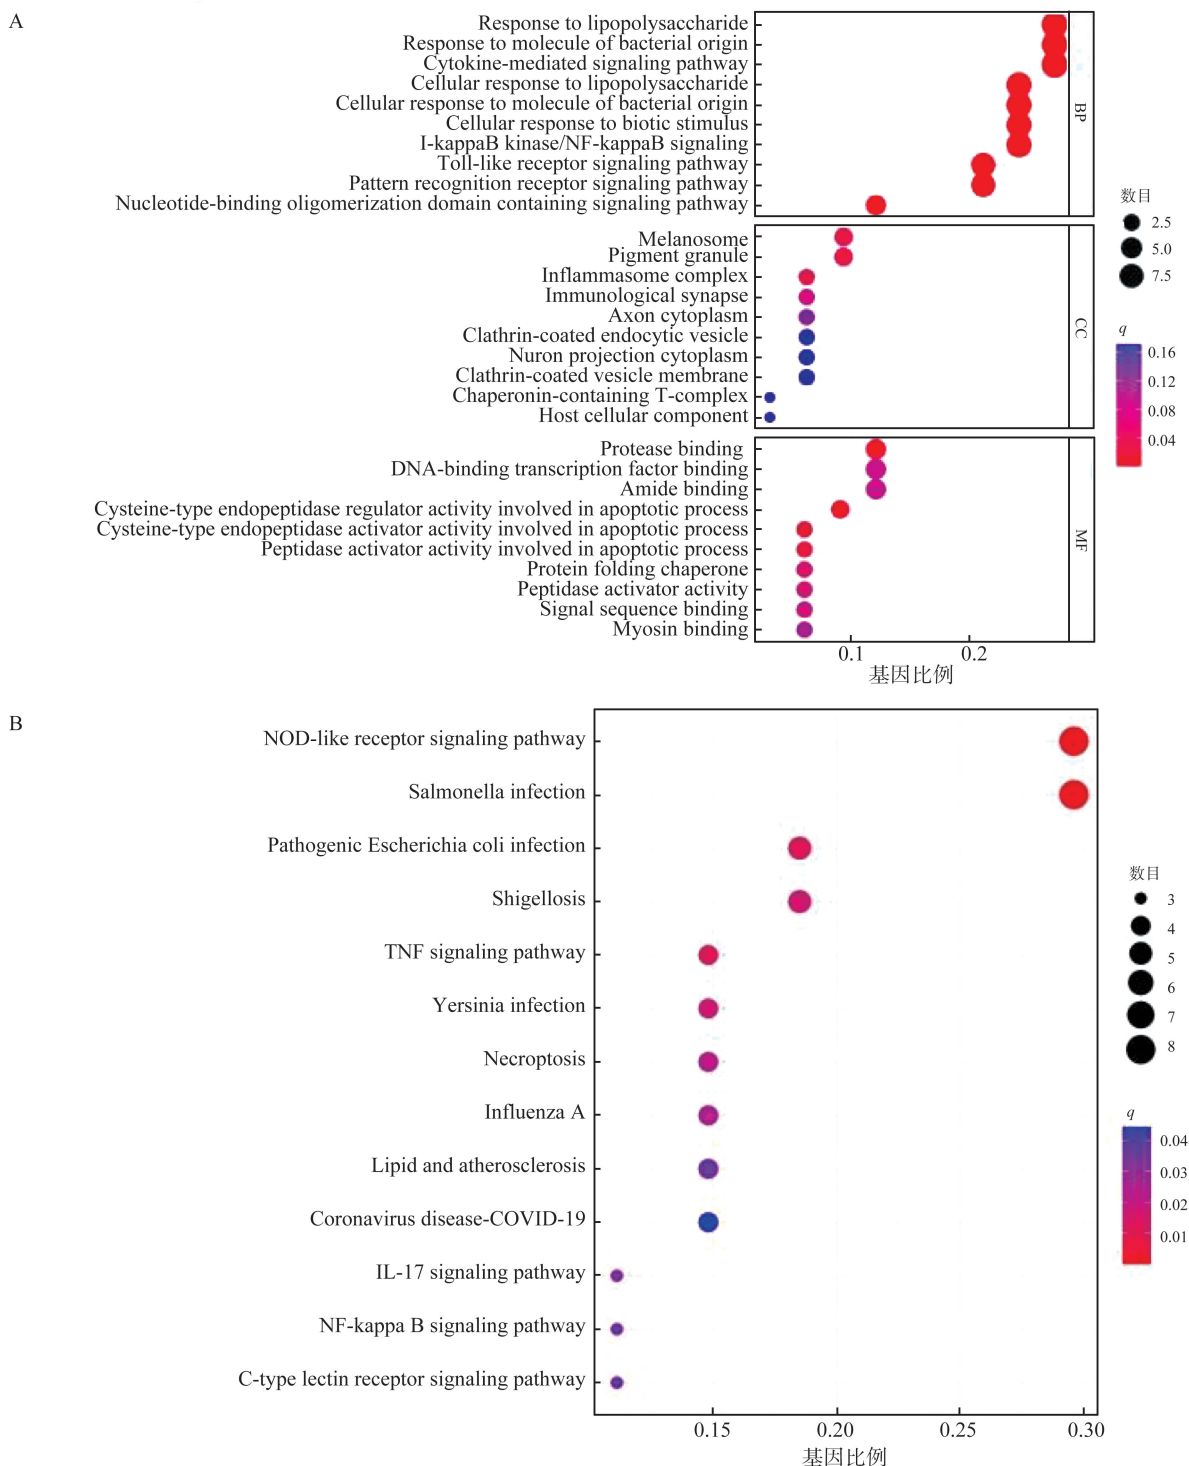 A
Response to lipopolysaccharide
Response to molecule of bacterial origin
Cytokine-mediated signaling pathway
Cellular response to lipopolysaccharide
Cellular response to molecule of bacterial origin
Cellular response to biotic stimulus
I-kappaB kinase/NF-kappaB signaling
Toll-like receptor signaling pathway
Pattern recognition receptor signaling pathway
Nucleotide-binding oligomerization domain containing signaling pathway
BP
Melanosome
Pigment granule
Inflammasome complex
Immunological synapse
Axon cytoplasm
Clathrin-coated endocytic vesicle
Nuron projection cytoplasm
Clathrin-coated vesicle membrane
Chaperonin-containing T-complex
Host cellular component
CC
Protease binding
DNA-binding transcription factor binding
Amide binding
Cysteine-type endopeptidase regulator activity involved in apoptotic process
Cysteine-type endopeptidase activator activity involved in apoptotic process
Peptidase activator activity involved in apoptotic process
Protein folding chaperone
Peptidase activator activity
Signal sequence binding
Myosin binding
MF
0.1 0.2
基因比例
数目
2.5
5.0
7.5
q
0.16
0.12
0.08
0.04
B
NOD-like receptor signaling pathway
Salmonella infection
Pathogenic Escherichia coli infection
Shigellosis
TNF signaling pathway
Yersinia infection
Necroptosis
Influenza A
Lipid and atherosclerosis
Coronavirus disease-COVID-19
IL-17 signaling pathway
NF-kappa B signaling pathway
C-type lectin receptor signaling pathway
0.15 0.20 0.25 0.30
基因比例
数目
3
4
5
6
7
8
q
0.04
0.03
0.02
0.01